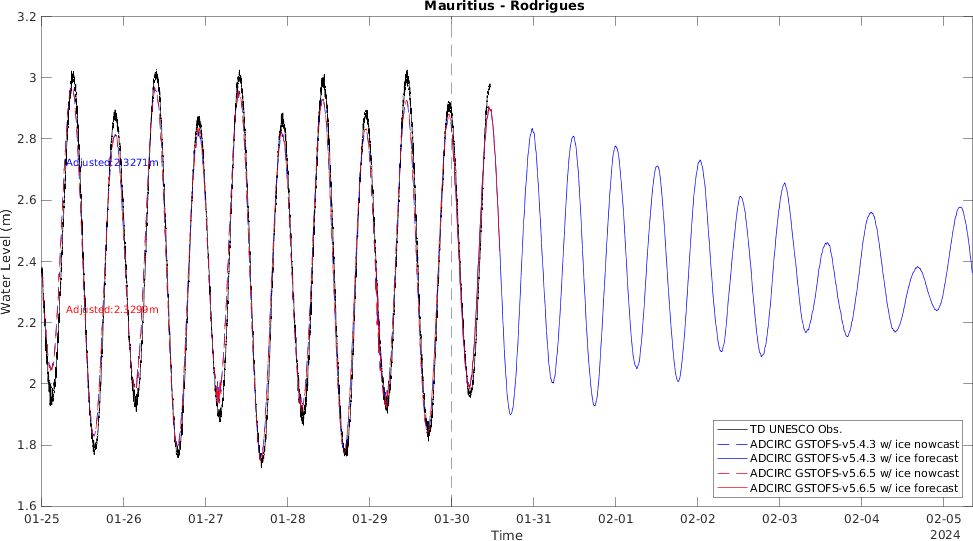 Mauritius - Rodrigues
3.2
3
2.8
2.6
2.4
2.2
2
1.8
1.6
Water Level (m)
Adjusted:2.3271m
Adjusted:2.3299m
TD UNESCO Obs.
ADCIRC GSTOFS-v5.4.3 w/ ice nowcast
ADCIRC GSTOFS-v5.4.3 w/ ice forecast
ADCIRC GSTOFS-v5.6.5 w/ ice nowcast
ADCIRC GSTOFS-v5.6.5 w/ ice forecast
01-25 01-26 01-27 01-28 01-29 01-30 01-31 02-01 02-02 02-03 02-04 02-05
2024
Time